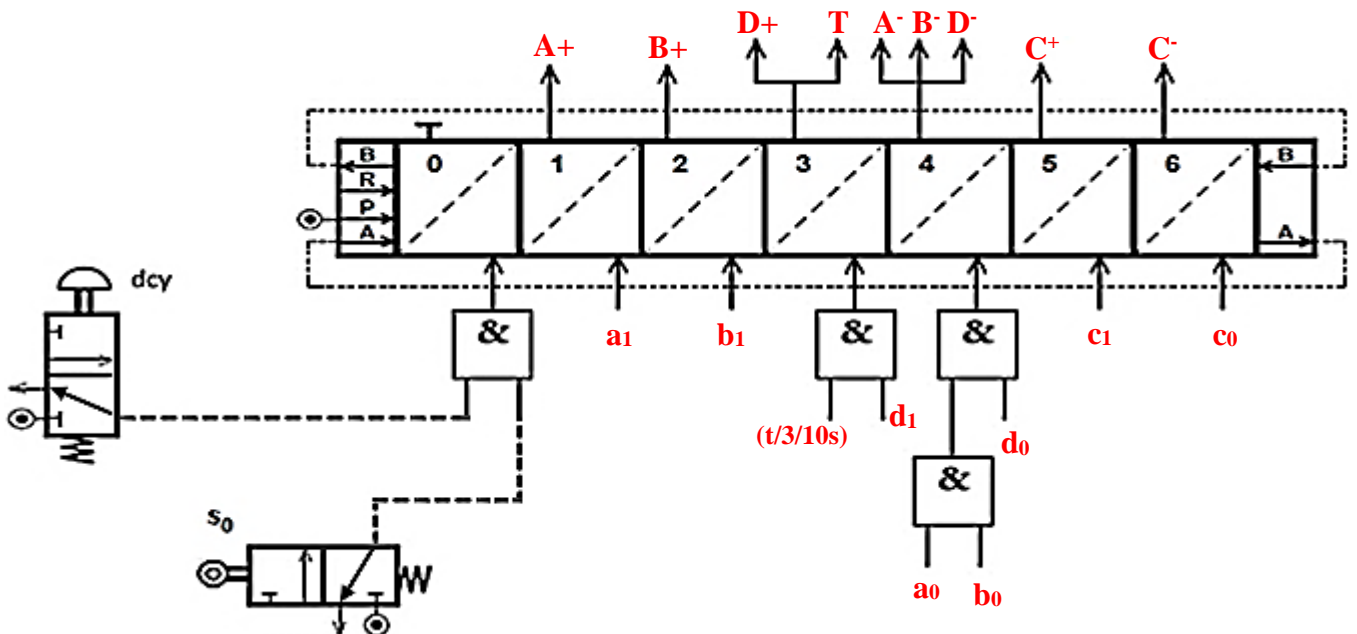 D+ T A- B- D-
A+ B+ C+ C-
B 0 1 2 3 4 5 6 B
R
P
A A
dcy
& & &
a1 b1 c1 c0
(t/3/10s) d1 d0
&
s0
a0 b0